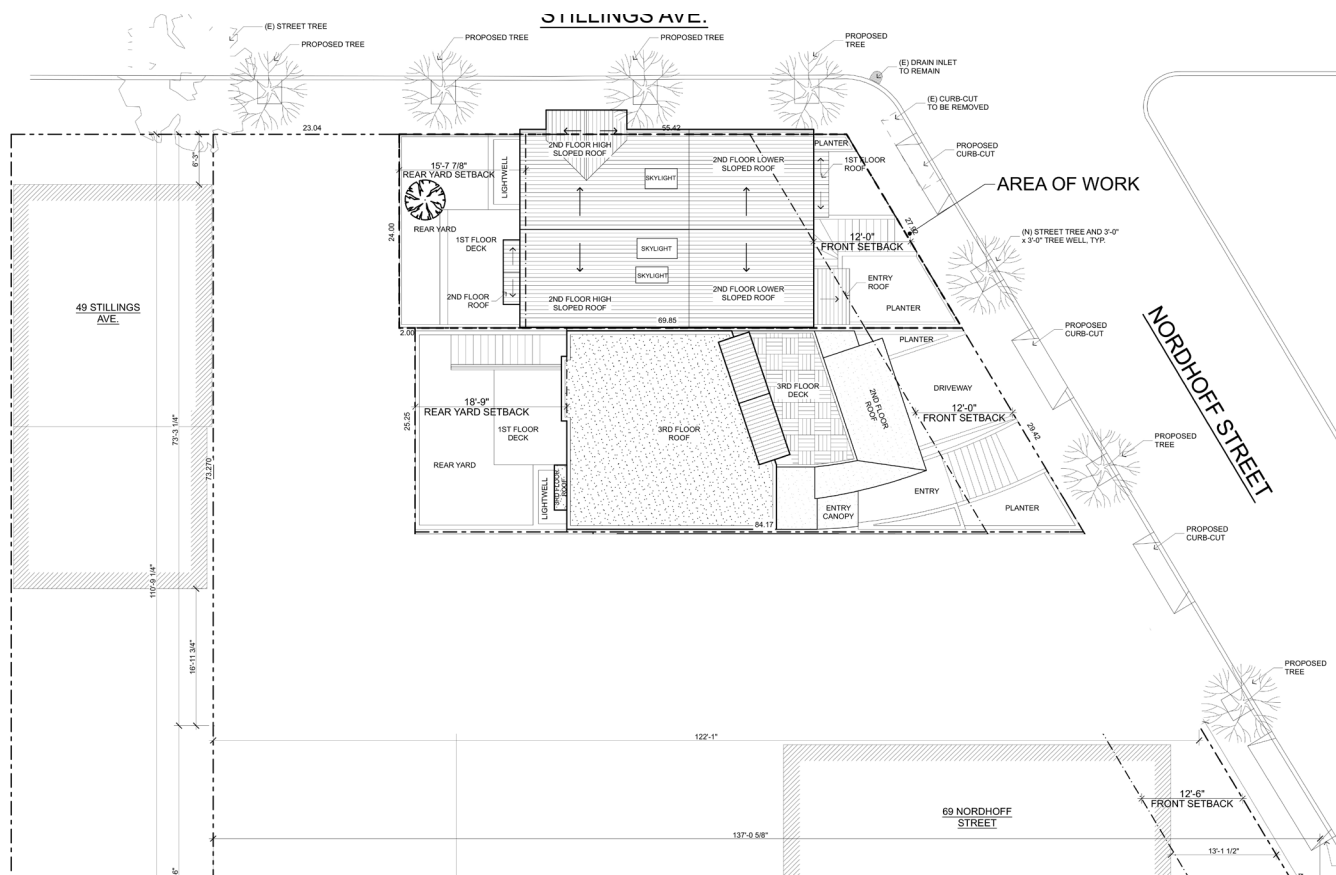 STILLINGS AVE.
(E) STREET TREE
PROPOSED TREE
PROPOSED TREE
PROPOSED TREE
PROPOSED
TREE
(E) DRAIN INLET
TO REMAIN
(E) CURB-CUT
TO BE REMOVED
PROPOSED
CURB-CUT
AREA OF WORK
(N) STREET TREE AND 3'-0"
x 3'-0" TREE WELL, TYP.
23.04
55.42
6'-3"
15'-7 7/8"
REAR YARD SETBACK
LIGHTWELL
2ND FLOOR HIGH
SLOPED ROOF
2ND FLOOR LOWER
SLOPED ROOF
SKYLIGHT
PLANTER
1ST FLOOR
ROOF
27.92
24.00
REAR YARD
1ST FLOOR
DECK
SKYLIGHT
SKYLIGHT
12'-0"
FRONT SETBACK
ENTRY
ROOF
2ND FLOOR
ROOF
2ND FLOOR HIGH
SLOPED ROOF
2ND FLOOR LOWER
SLOPED ROOF
PLANTER
69.85
2.00
49 STILLINGS
AVE.
NORDHOFF STREET
PROPOSED
CURB-CUT
PLANTER
18'-9"
REAR YARD SETBACK
1ST FLOOR
DECK
25.25
REAR YARD
LIGHTWELL
3RD FLOOR
ROOF
3RD FLOOR
ROOF
3RD FLOOR
DECK
2ND FLOOR
ROOF
DRIVEWAY
12'-0"
FRONT SETBACK
29.42
ENTRY
ENTRY
CANOPY
PLANTER
84.17
73'-3 1/4"
73.270
110'-9 1/4"
16'-11 3/4"
PROPOSED
TREE
PROPOSED
CURB-CUT
PROPOSED
TREE
122'-1"
69 NORDHOFF
STREET
12'-6"
FRONT SETBACK
137'-0 5/8"
13'-1 1/2"
6"